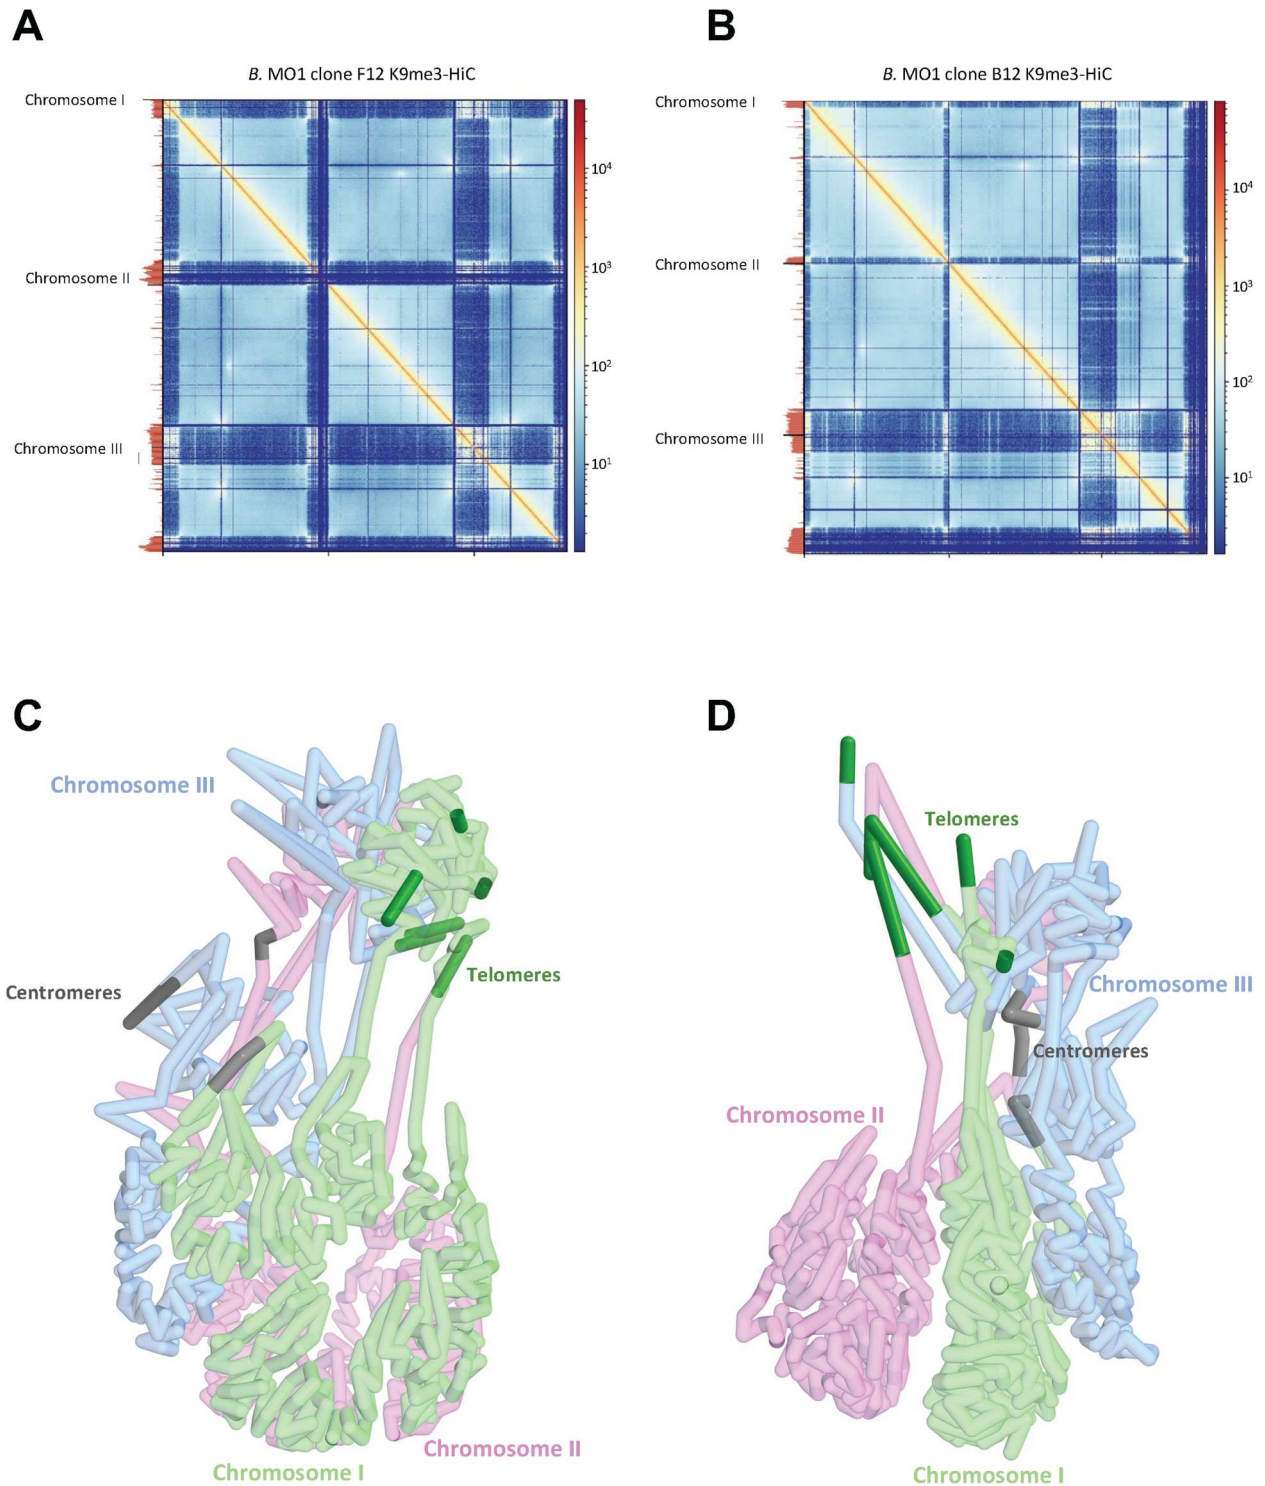 A
B
B. MO1 clone F12 K9me3-HiC
B. MO1 clone B12 K9me3-HiC
Chromosome I
Chromosome II
Chromosome III
10⁴
10³
10²
10¹
Chromosome I
Chromosome II
Chromosome III
10⁴
10³
10²
10¹
C
D
Chromosome III
Centromeres
Telomeres
Chromosome II
Chromosome I
Telomeres
Chromosome III
Centromeres
Chromosome II
Chromosome I